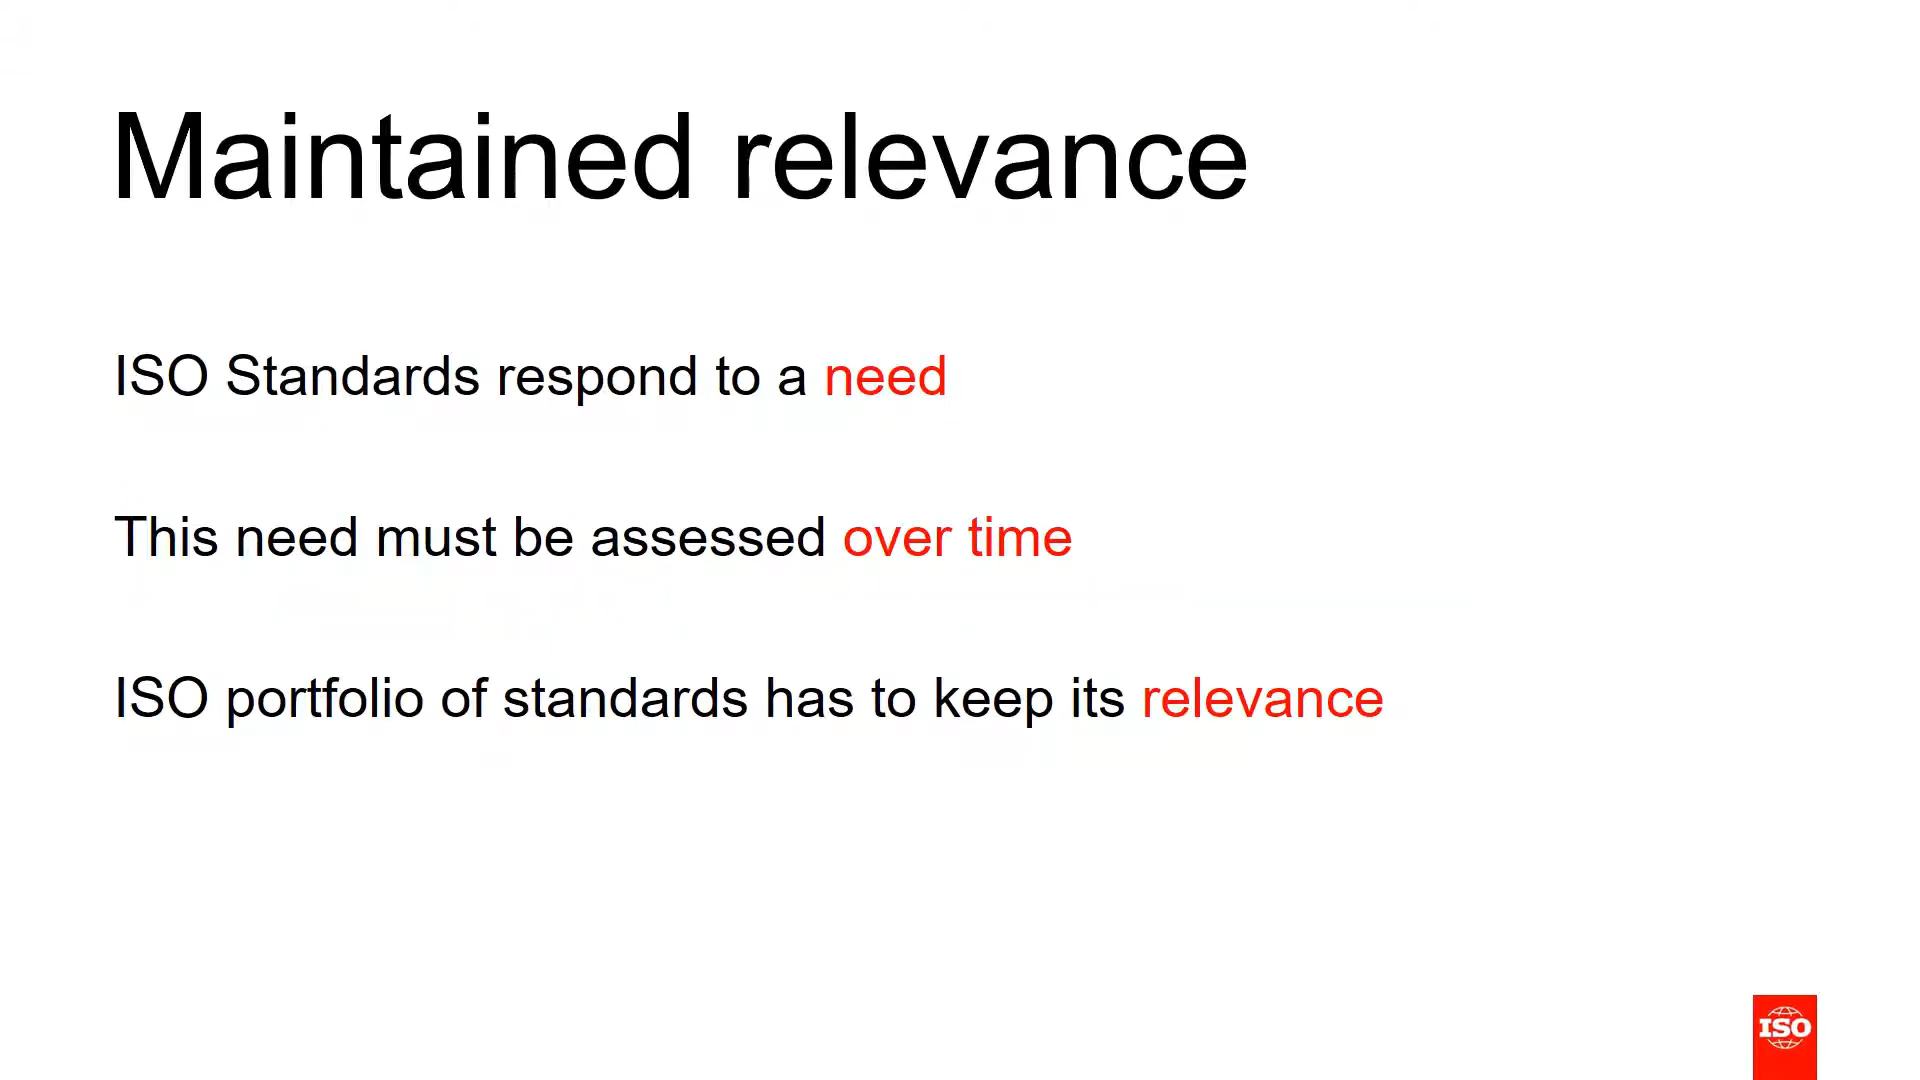 Maintained relevance
ISO Standards respond to a need
This need must be assessed over time
ISO portfolio of standards has to keep its relevance
ISO